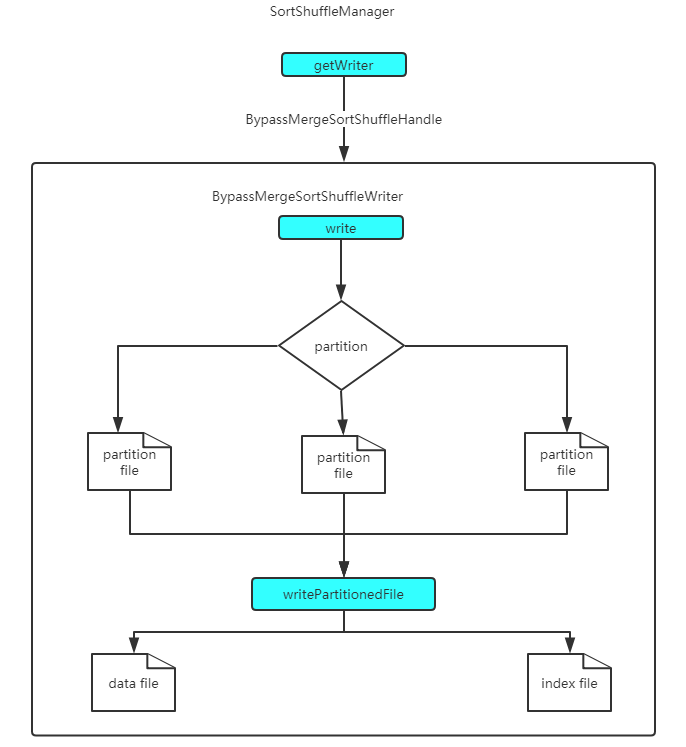 SortShuffleManager
getWriter
BypassMergeSortShuffleHandle
BypassMergeSortShuffleWriter
write
partition
partition
file
partition
file
partition
file
writePartitionedFile
data file
index file